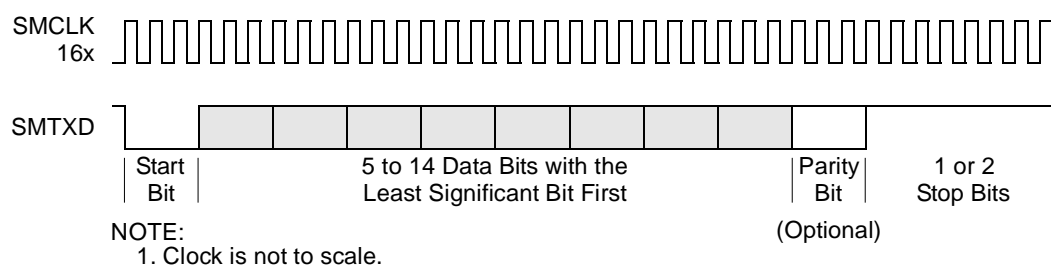 SMCLK
16x
SMTXD
Start
Bit
5 to 14 Data Bits with the
Least Significant Bit First
Parity
Bit
1 or 2
Stop Bits
(Optional)
NOTE:
1. Clock is not to scale.